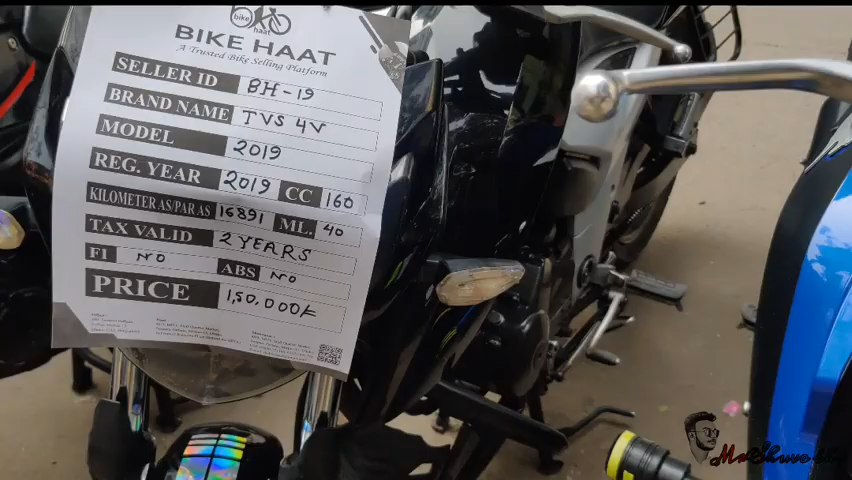 bike
haat
BIKE HAAT
A Trusted Bike Selling Platform
SELLER ID BH-19
BRAND NAME TVS 4V
MODEL 2019
REG. YEAR 2019 CC 160
KILOMETER AS/PAR AS 16891 ML. 40
TAX VALID 2 YEARS
FI NO ABS NO
PRICE 1,50,000/-